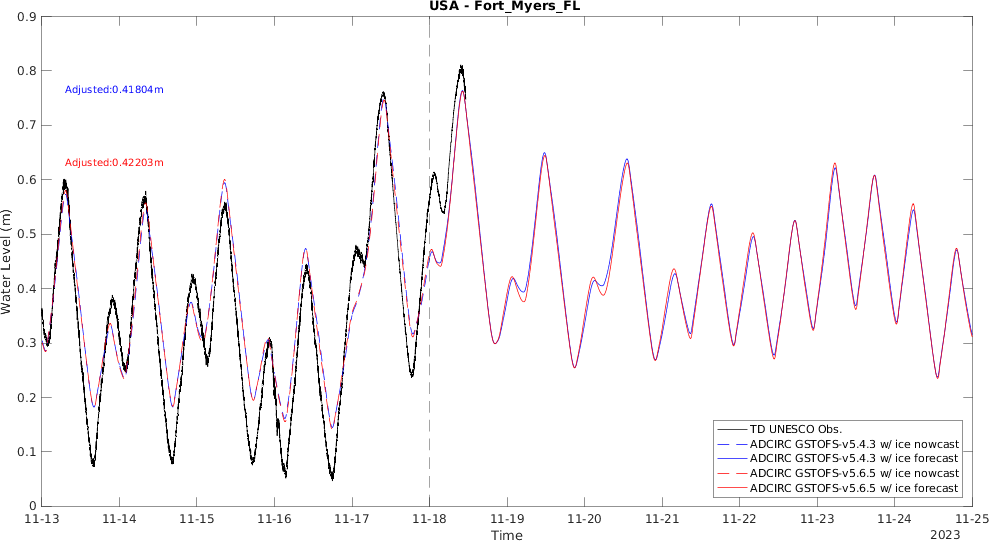 USA - Fort_Myers_FL
0.9
0.8
0.7
0.6
0.5
0.4
0.3
0.2
0.1
0
Water Level (m)
Adjusted:0.41804m
Adjusted:0.42203m
TD UNESCO Obs.
ADCIRC GSTOFS-v5.4.3 w/ ice nowcast
ADCIRC GSTOFS-v5.4.3 w/ ice forecast
ADCIRC GSTOFS-v5.6.5 w/ ice nowcast
ADCIRC GSTOFS-v5.6.5 w/ ice forecast
11-13 11-14 11-15 11-16 11-17 11-18 11-19 11-20 11-21 11-22 11-23 11-24 11-25
Time
2023